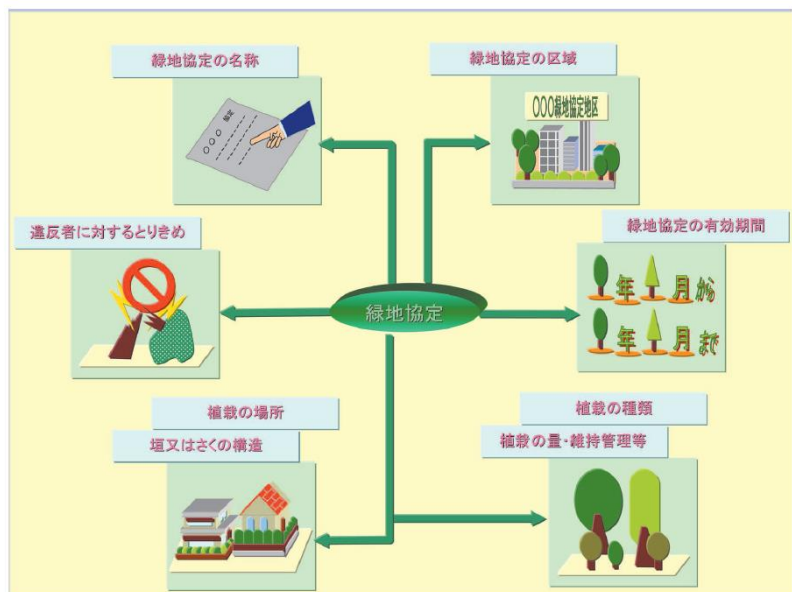 緑地協定の名称
協定
○○○
緑地協定の区域
○○○緑地協定地区
違反者に対するとりきめ
緑地協定の有効期間
年 月 から
年 月 まで
緑地協定
植栽の場所
垣又はさくの構造
植栽の種類
植栽の量・維持管理等